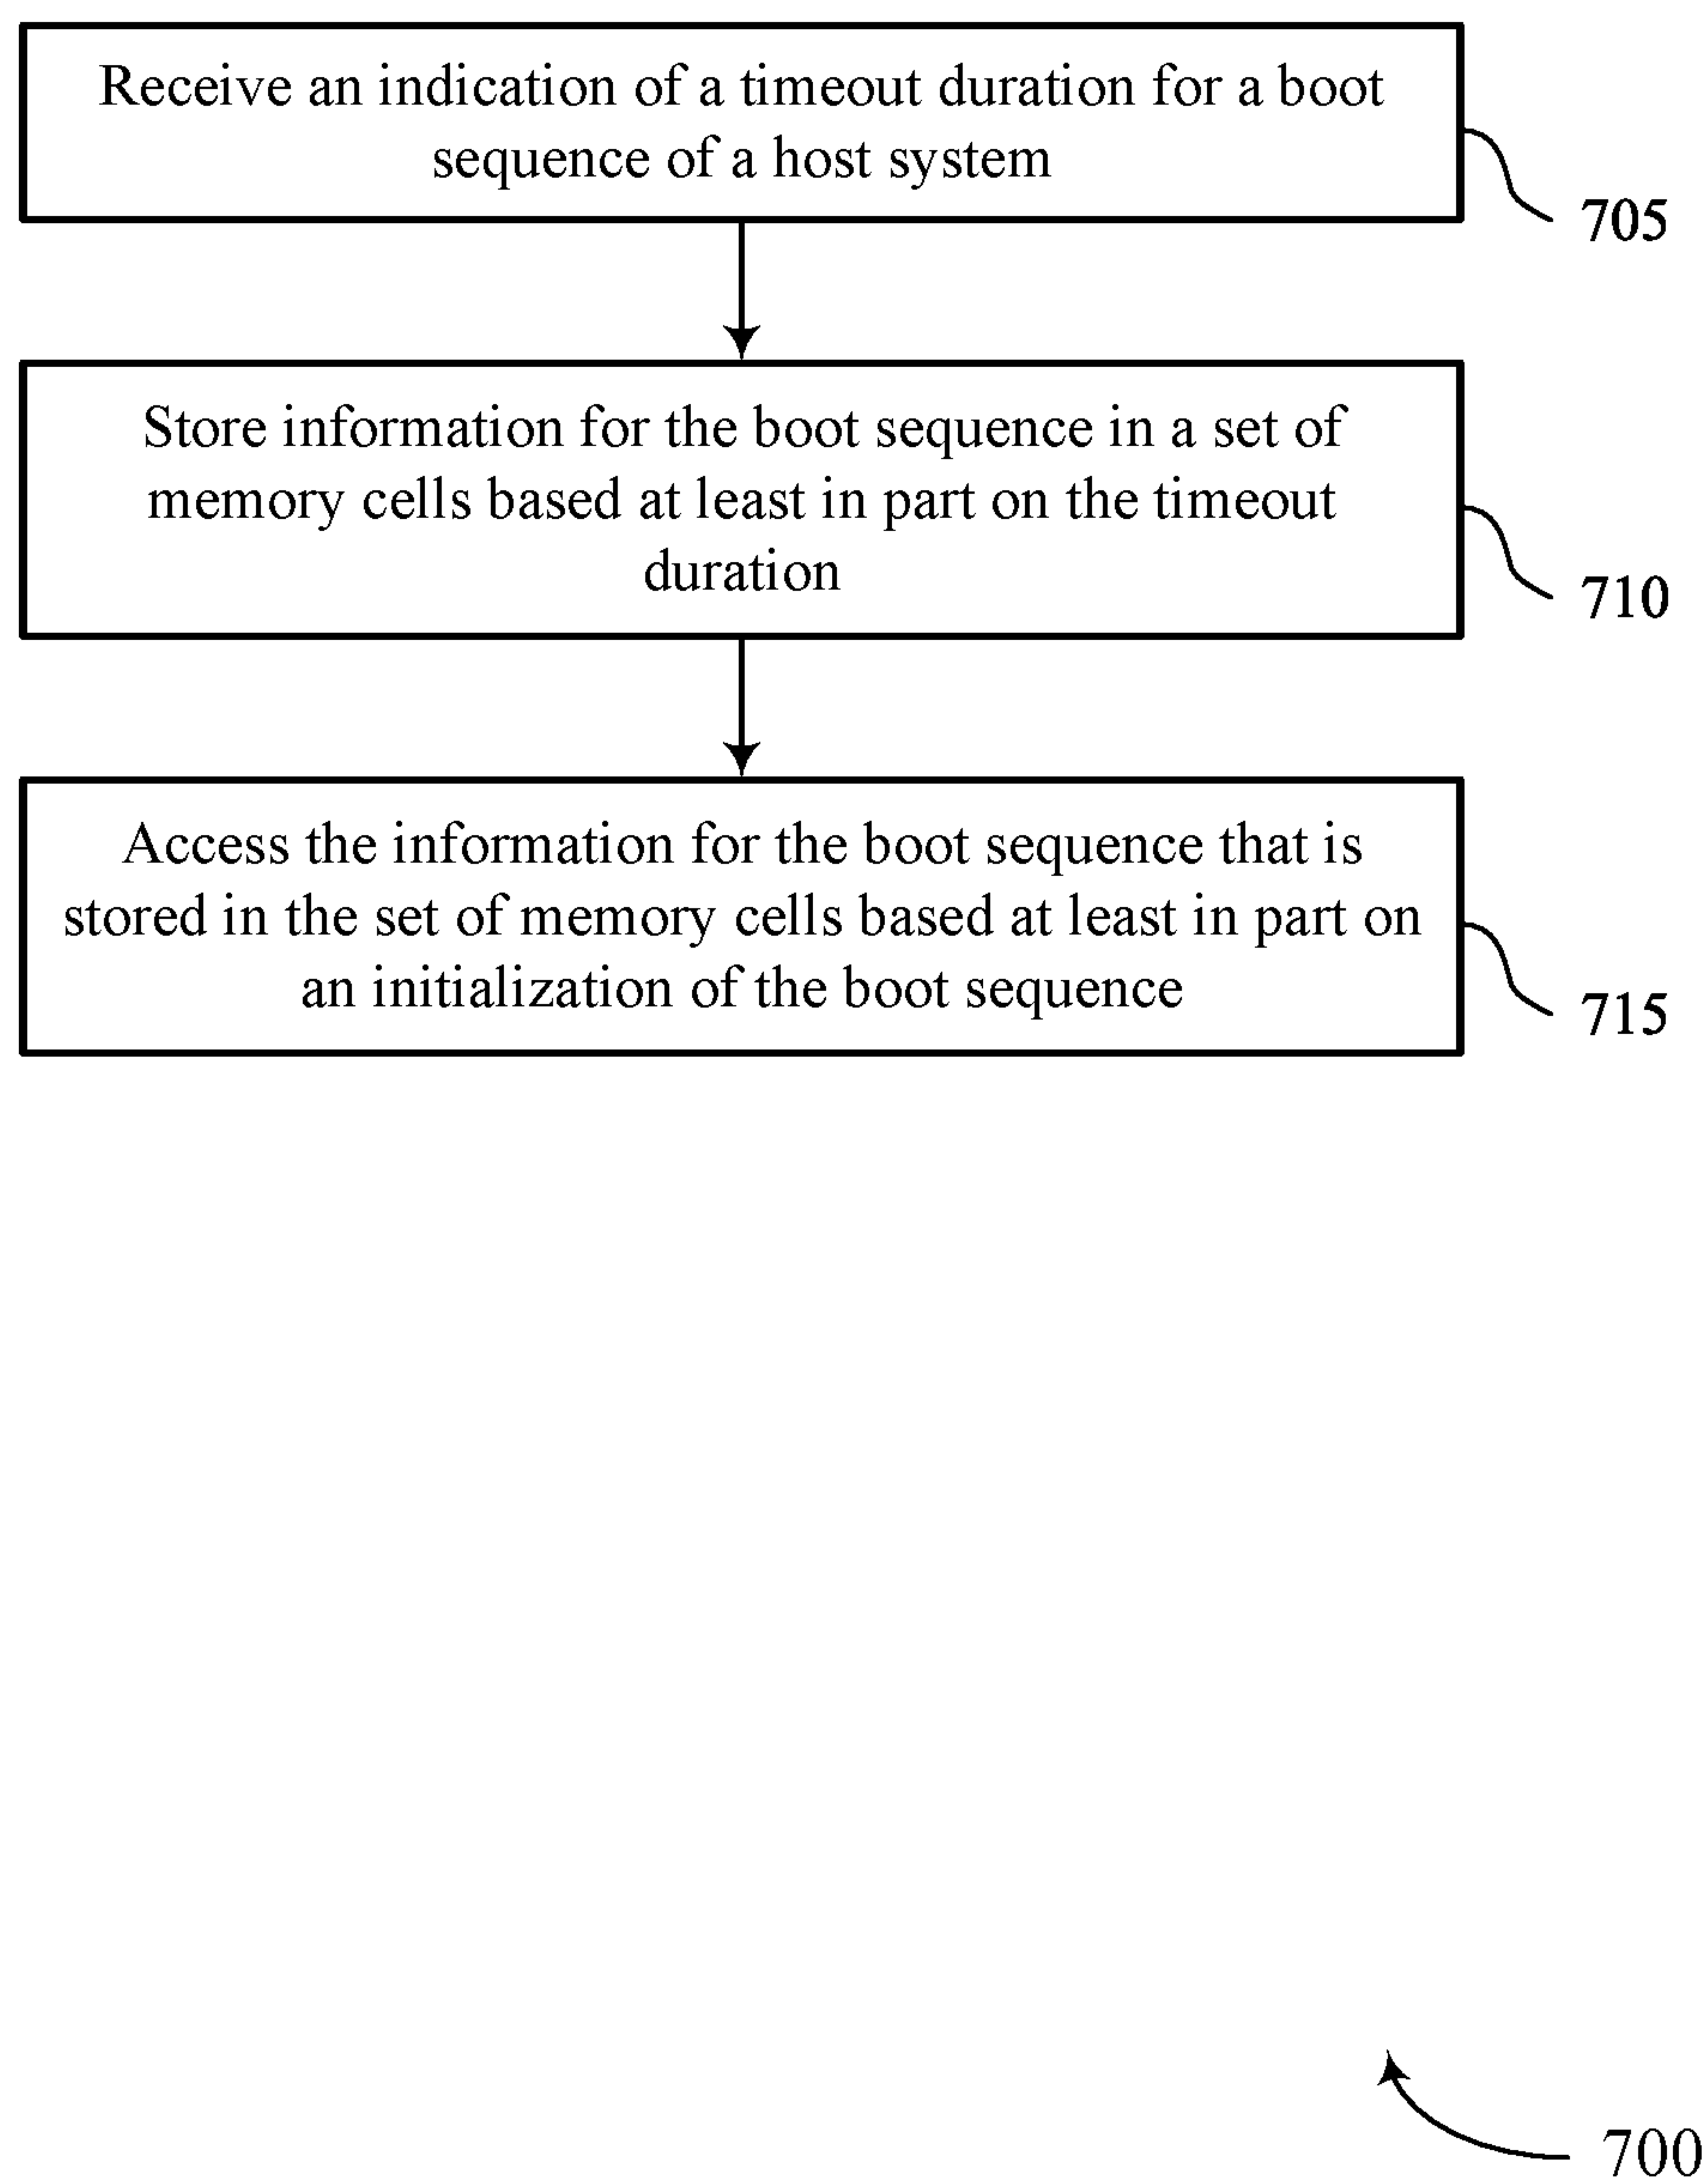 Receive an indication of a timeout duration for a boot
sequence of a host system
705
Store information for the boot sequence in a set of
memory cells based at least in part on the timeout
duration
710
Access the information for the boot sequence that is
stored in the set of memory cells based at least in part on
an initialization of the boot sequence
715
700